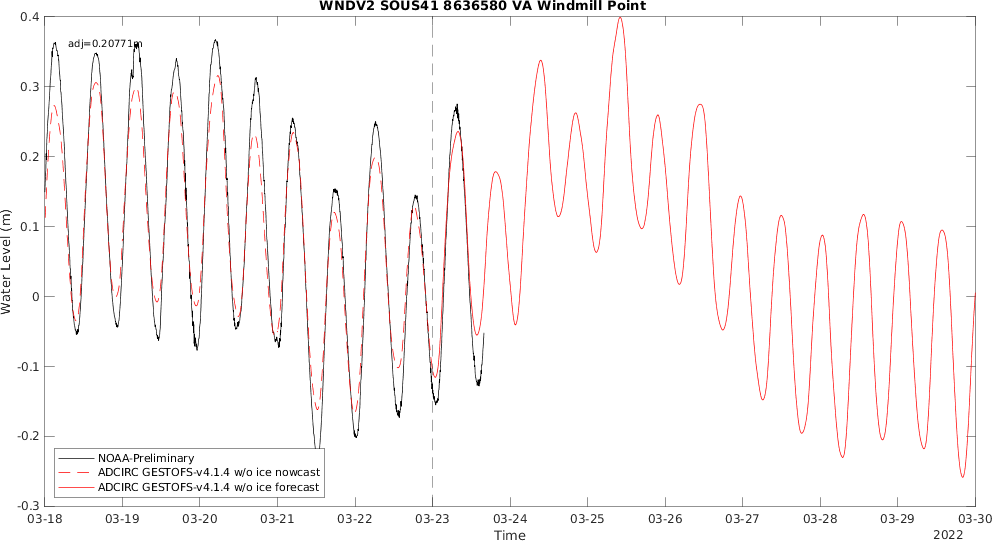 WNDV2 SOUS41 8636580 VA Windmill Point
adj=0.20771m
Water Level (m)
0.4
0.3
0.2
0.1
0
-0.1
-0.2
-0.3
NOAA-Preliminary
ADCIRC GESTOFS-v4.1.4 w/o ice nowcast
ADCIRC GESTOFS-v4.1.4 w/o ice forecast
03-18 03-19 03-20 03-21 03-22 03-23 03-24 03-25 03-26 03-27 03-28 03-29 03-30
Time
2022